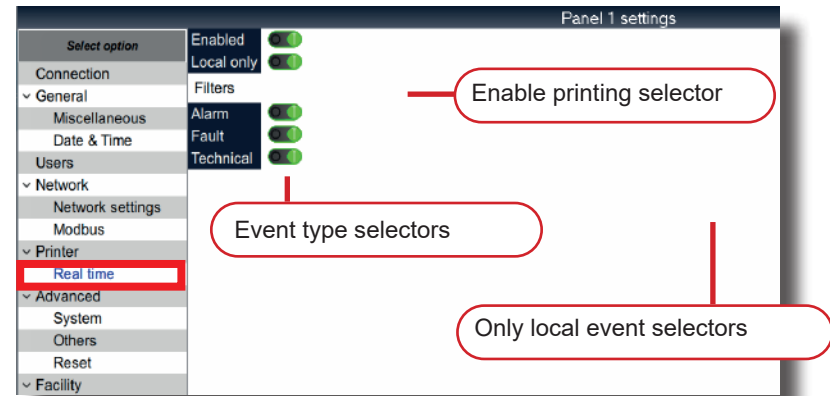 Panel 1 settings
Select option
Connection
General
Miscellaneous
Date & Time
Users
Network
Network settings
Modbus
Printer
Real time
Advanced
System
Others
Reset
Facility
Enabled
Local only
Filters
Alarm
Fault
Technical
Enable printing selector
Event type selectors
Only local event selectors